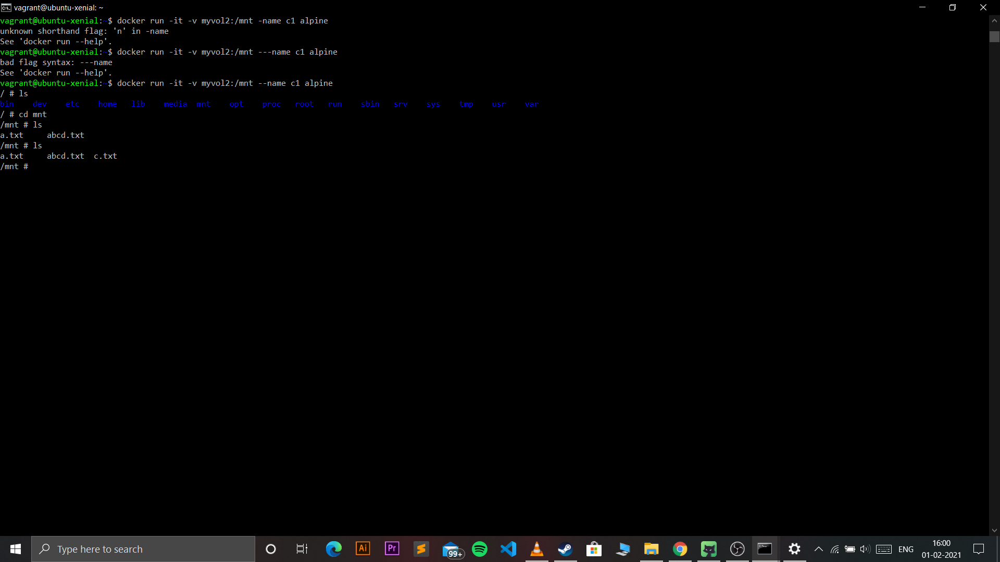 vagrant@ubuntu-xenial: ~
vagrant@ubuntu-xenial:~$ docker run -it -v myvol2:/mnt -name c1 alpine
unknown shorthand flag: 'n' in -name
See 'docker run --help'.
vagrant@ubuntu-xenial:~$ docker run -it -v myvol2:/mnt ---name c1 alpine
bad flag syntax: ---name
See 'docker run --help'.
vagrant@ubuntu-xenial:~$ docker run -it -v myvol2:/mnt --name c1 alpine
/ # ls
bin    dev    etc    home   lib    media  mnt    opt    proc   root   run    sbin   srv    sys    tmp    usr    var
/ # cd mnt
/mnt # ls
a.txt     abcd.txt
/mnt # ls
a.txt     abcd.txt  c.txt
/mnt #
Type here to search
Ai
Pr
99+
ENG
16:00
01-02-2021